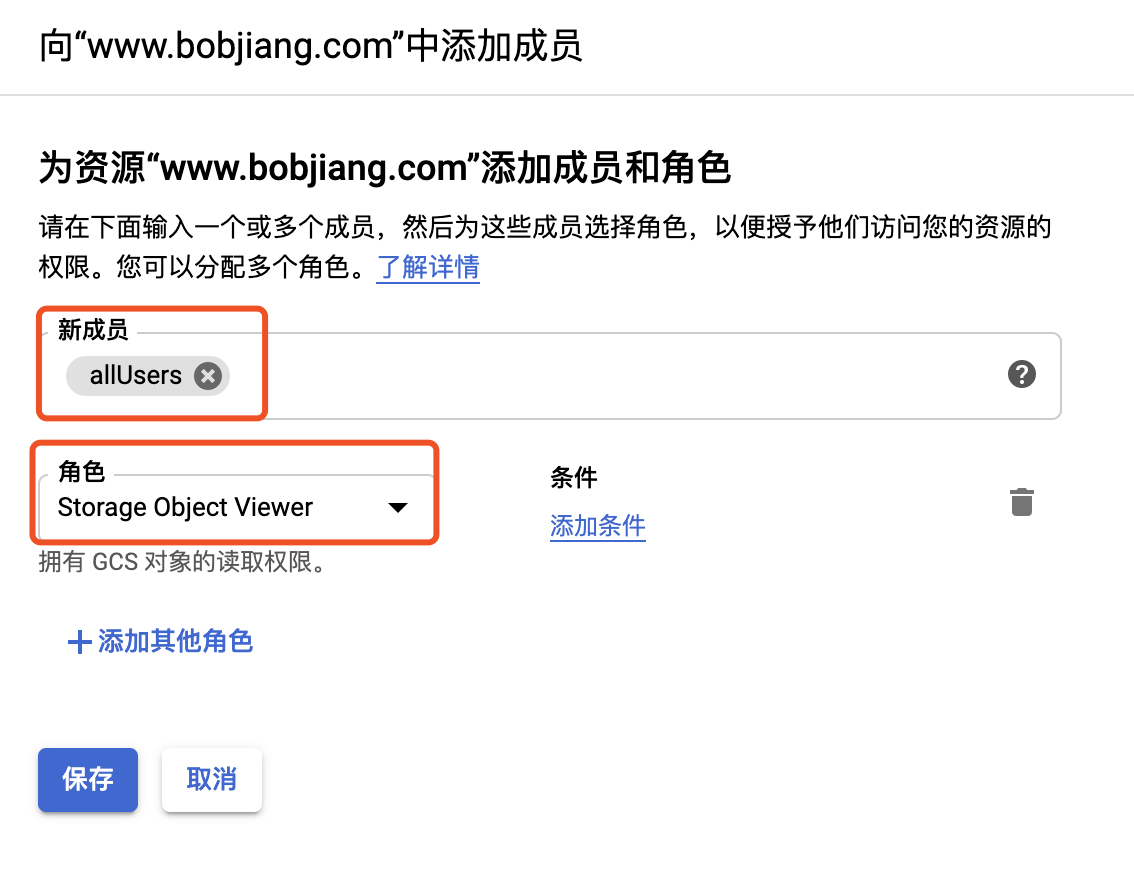 向“www.bobjiang.com”中添加成员
为资源“www.bobjiang.com”添加成员和角色
请在下面输入一个或多个成员，然后为这些成员选择角色，以便授予他们访问您的资源的
权限。您可以分配多个角色。了解详情
新成员
allUsers
角色
Storage Object Viewer
条件
添加条件
拥有 GCS 对象的读取权限。
添加其他角色
保存
取消